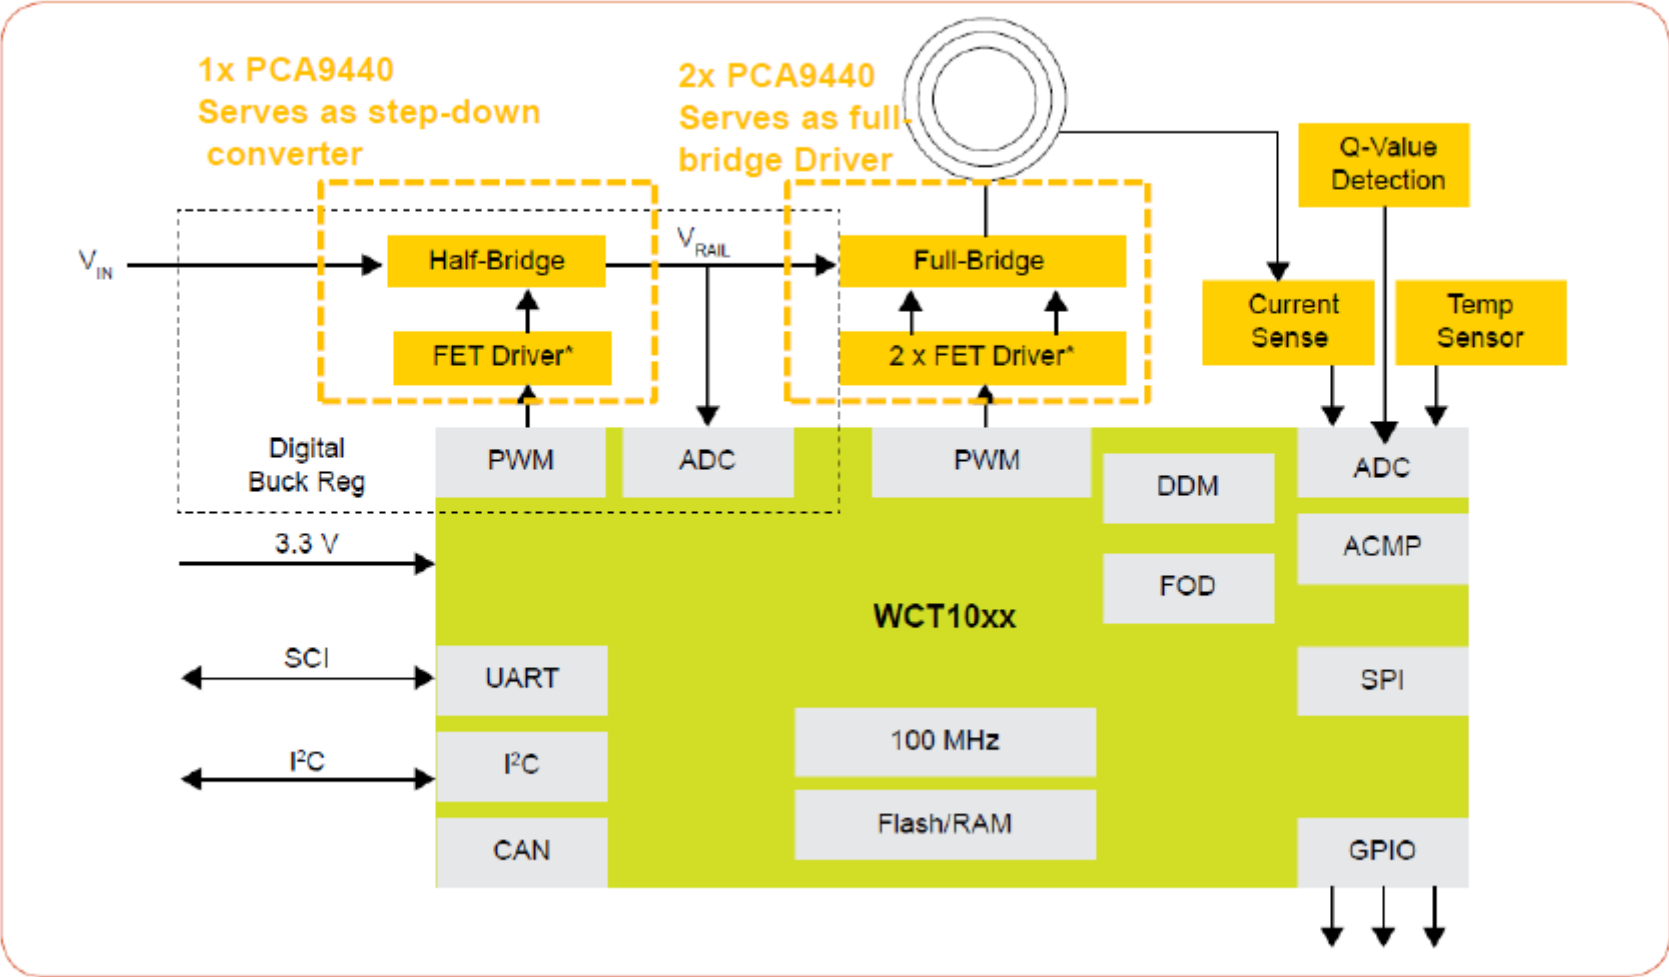 1x PCA9440
Serves as step-down
converter
2x PCA9440
Serves as full-
bridge Driver
Q-Value
Detection
V_IN
Half-Bridge
V_RAIL
Full-Bridge
Current
Sense
Temp
Sensor
FET Driver*
2 x FET Driver*
Digital
Buck Reg
PWM
ADC
PWM
DDM
ADC
3.3 V
ACMP
FOD
WCT10xx
SCI
UART
SPI
100 MHz
I²C
I²C
Flash/RAM
CAN
GPIO